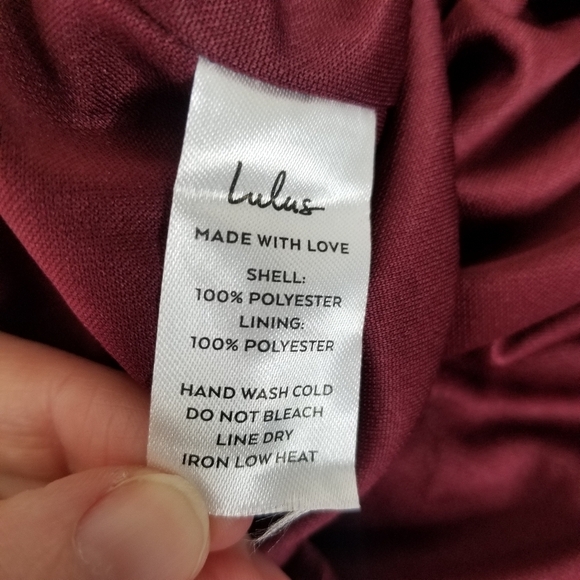 Lulus
MADE WITH LOVE
SHELL:
100% POLYESTER
LINING:
100% POLYESTER
HAND WASH COLD
DO NOT BLEACH
LINE DRY
IRON LOW HEAT